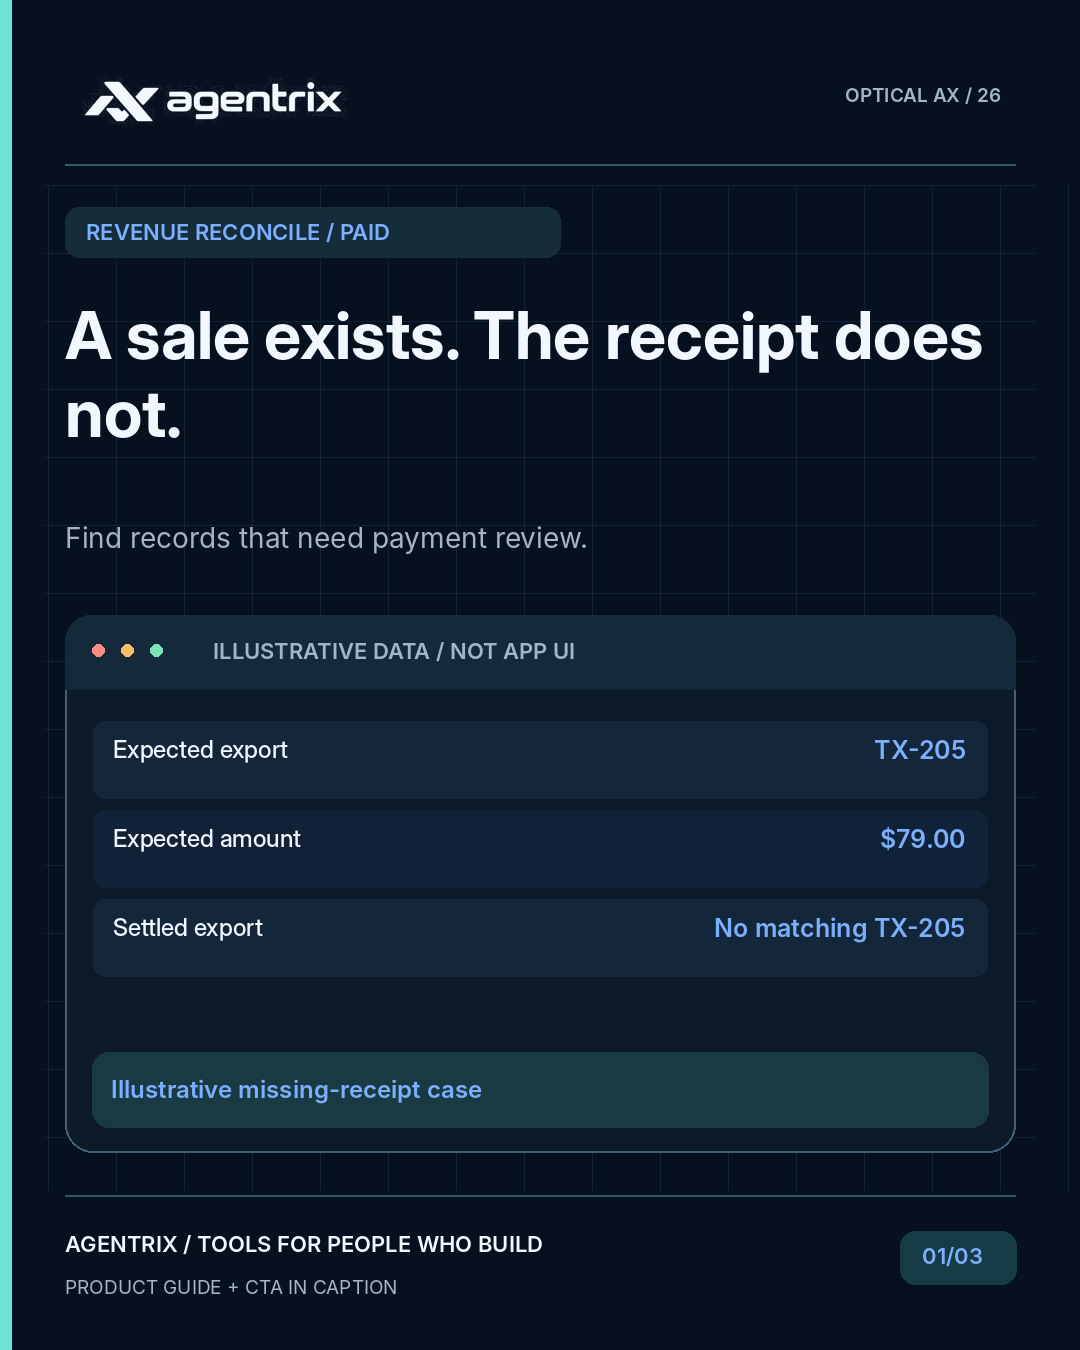 agentrix
OPTICAL AX / 26
REVENUE RECONCILE / PAID
A sale exists. The receipt does
not.
Find records that need payment review.
ILLUSTRATIVE DATA / NOT APP UI
Expected export TX-205
Expected amount $79.00
Settled export No matching TX-205
Illustrative missing-receipt case
AGENTRIX / TOOLS FOR PEOPLE WHO BUILD
01/03
PRODUCT GUIDE + CTA IN CAPTION